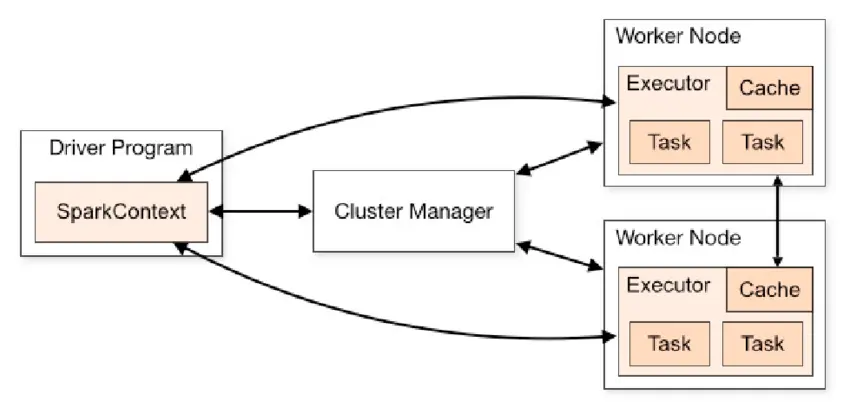 Driver Program
SparkContext
Cluster Manager
Worker Node
Executor
Cache
Task
Task
Worker Node
Executor
Cache
Task
Task